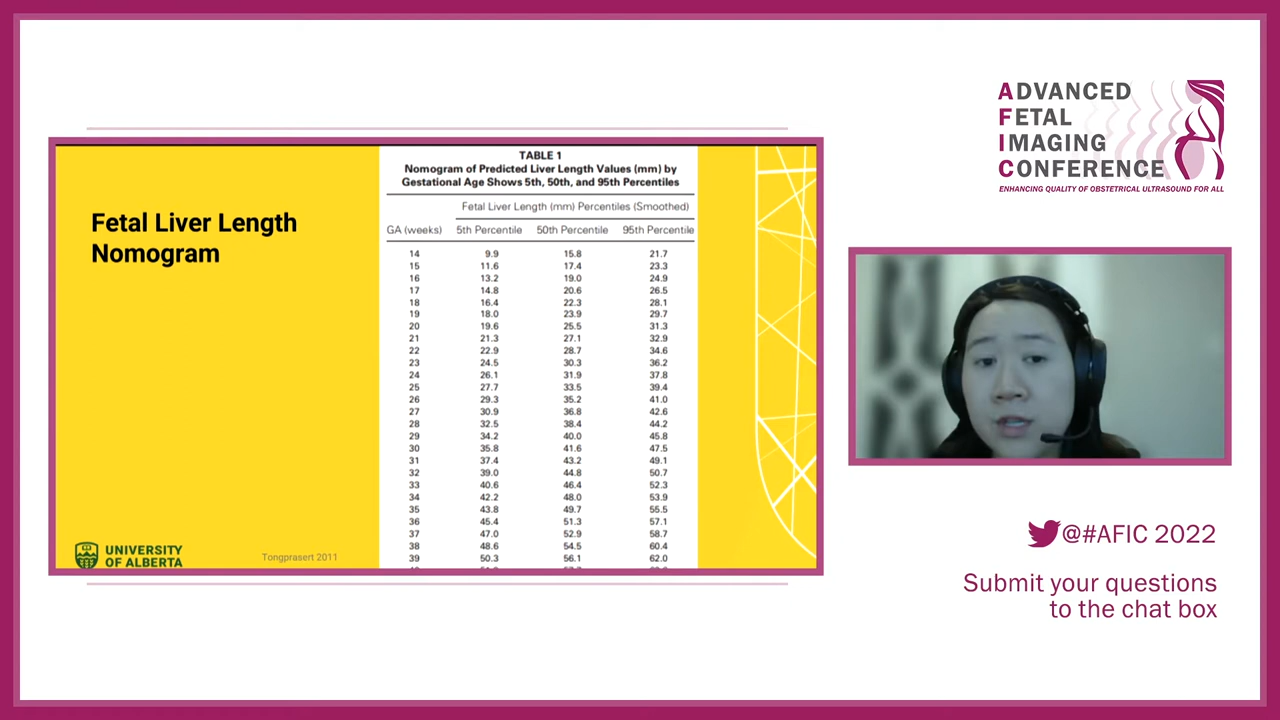 ADVANCED
FETAL
IMAGING
CONFERENCE
ENHANCING QUALITY OF OBSTETRICAL ULTRASOUND FOR ALL
Fetal Liver Length
Nomogram
TABLE 1
Nomogram of Predicted Liver Length Values (mm) by
Gestational Age Shows 5th, 50th, and 95th Percentiles
Fetal Liver Length (mm) Percentiles (Smoothed)
GA (weeks) 5th Percentile 50th Percentile 95th Percentile
14 9.9 15.8 21.7
15 11.6 17.4 23.3
16 13.2 19.0 24.9
17 14.8 20.6 26.5
18 16.4 22.3 28.1
19 18.0 23.9 29.7
20 19.6 25.5 31.3
21 21.3 27.1 32.9
22 22.9 28.7 34.6
23 24.5 30.3 36.2
24 26.1 31.9 37.8
25 27.7 33.5 39.4
26 29.3 35.2 41.0
27 30.9 36.8 42.6
28 32.5 38.4 44.2
29 34.2 40.0 45.8
30 35.8 41.6 47.5
31 37.4 43.2 49.1
32 39.0 44.8 50.7
33 40.6 46.4 52.3
34 42.2 48.0 53.9
35 43.8 49.7 55.5
36 45.4 51.3 57.1
37 47.0 52.9 58.7
38 48.6 54.5 60.4
39 50.3 56.1 62.0
UNIVERSITY
OF ALBERTA
Tongprasert 2011
@#AFIC 2022
Submit your questions
to the chat box